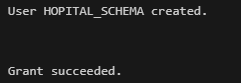 User HOPITAL_SCHEMA created.
Grant succeeded.